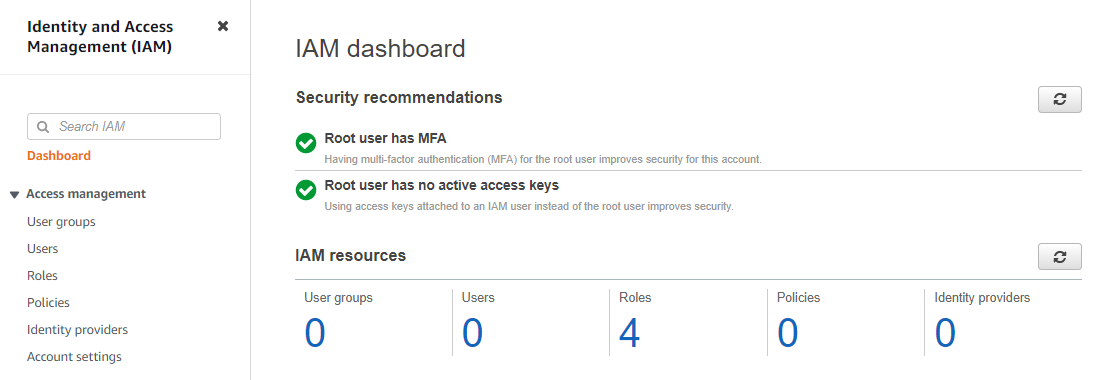 Identity and Access
Management (IAM)
Search IAM
Dashboard
Access management
User groups
Users
Roles
Policies
Identity providers
Account settings
IAM dashboard
Security recommendations
Root user has MFA
Having multi-factor authentication (MFA) for the root user improves security for this account.
Root user has no active access keys
Using access keys attached to an IAM user instead of the root user improves security.
IAM resources
User groups Users Roles Policies Identity providers
0 0 4 0 0